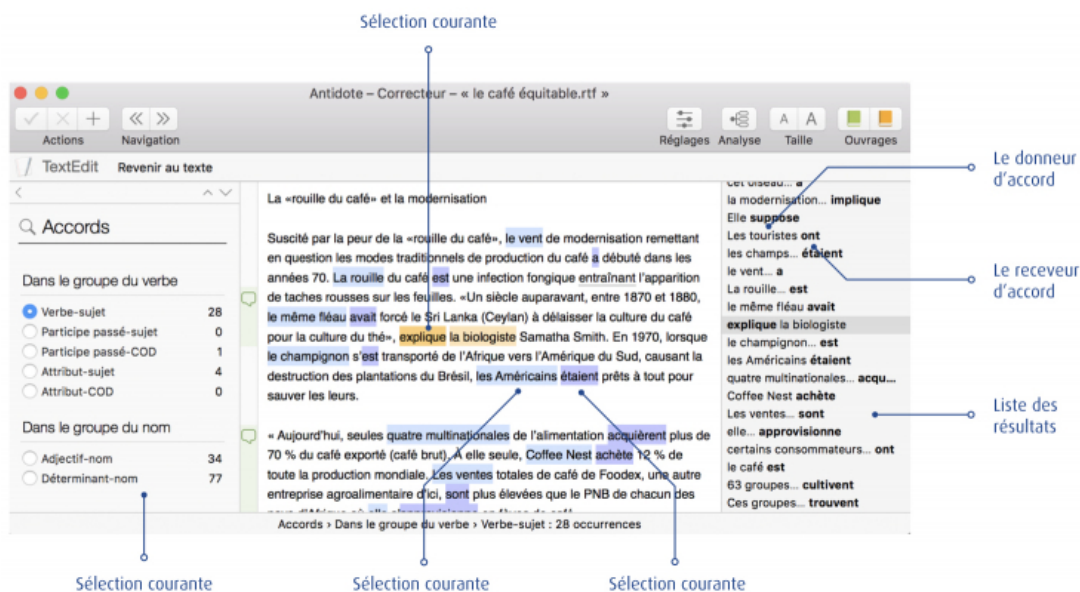 Sélection courante
Antidote – Correcteur – « le café équitable.rtf »
Actions
Navigation
Réglages
Analyse
A A
Taille
Ouvrages
TextEdit
Revenir au texte
Accords
Dans le groupe du verbe
Verbe-sujet 28
Participe passé-sujet 0
Participe passé-COD 1
Attribut-sujet 4
Attribut-COD 0
Dans le groupe du nom
Adjectif-nom 34
Déterminant-nom 77
La «rouille du café» et la modernisation
Suscité par la peur de la «rouille du café», le vent de modernisation remettant
en question les modes traditionnels de production du café a débuté dans les
années 70. La rouille du café est une infection fongique entraînant l'apparition
de taches rousses sur les feuilles. «Un siècle auparavant, entre 1870 et 1880,
le même fléau avait forcé le Sri Lanka (Ceylan) à délaisser la culture du café
pour la culture du thé», explique la biologiste Samatha Smith. En 1970, lorsque
le champignon s'est transporté de l'Afrique vers l'Amérique du Sud, causant la
destruction des plantations du Brésil, les Américains étaient prêts à tout pour
sauver les leurs.
« Aujourd'hui, seules quatre multinationales de l'alimentation acquièrent plus de
70 % du café exporté (café brut). À elle seule, Coffee Nest achète 12 % de
toute la production mondiale. Les ventes totales de café de Foodex, une autre
entreprise agroalimentaire d'ici, sont plus élevées que le PNB de chacun des
cet oiseau... a
la modernisation... implique
Elle suppose
Les touristes ont
les champs... étaient
le vent... a
La rouille... est
le même fléau avait
explique la biologiste
le champignon... est
les Américains étaient
quatre multinationales... acqu...
Coffee Nest achète
Les ventes... sont
elle... approvisionne
certains consommateurs... ont
le café est
63 groupes... cultivent
Ces groupes... trouvent
Accords › Dans le groupe du verbe › Verbe-sujet : 28 occurrences
Le donneur
d'accord
Le receveur
d'accord
Liste des
résultats
Sélection courante
Sélection courante
Sélection courante